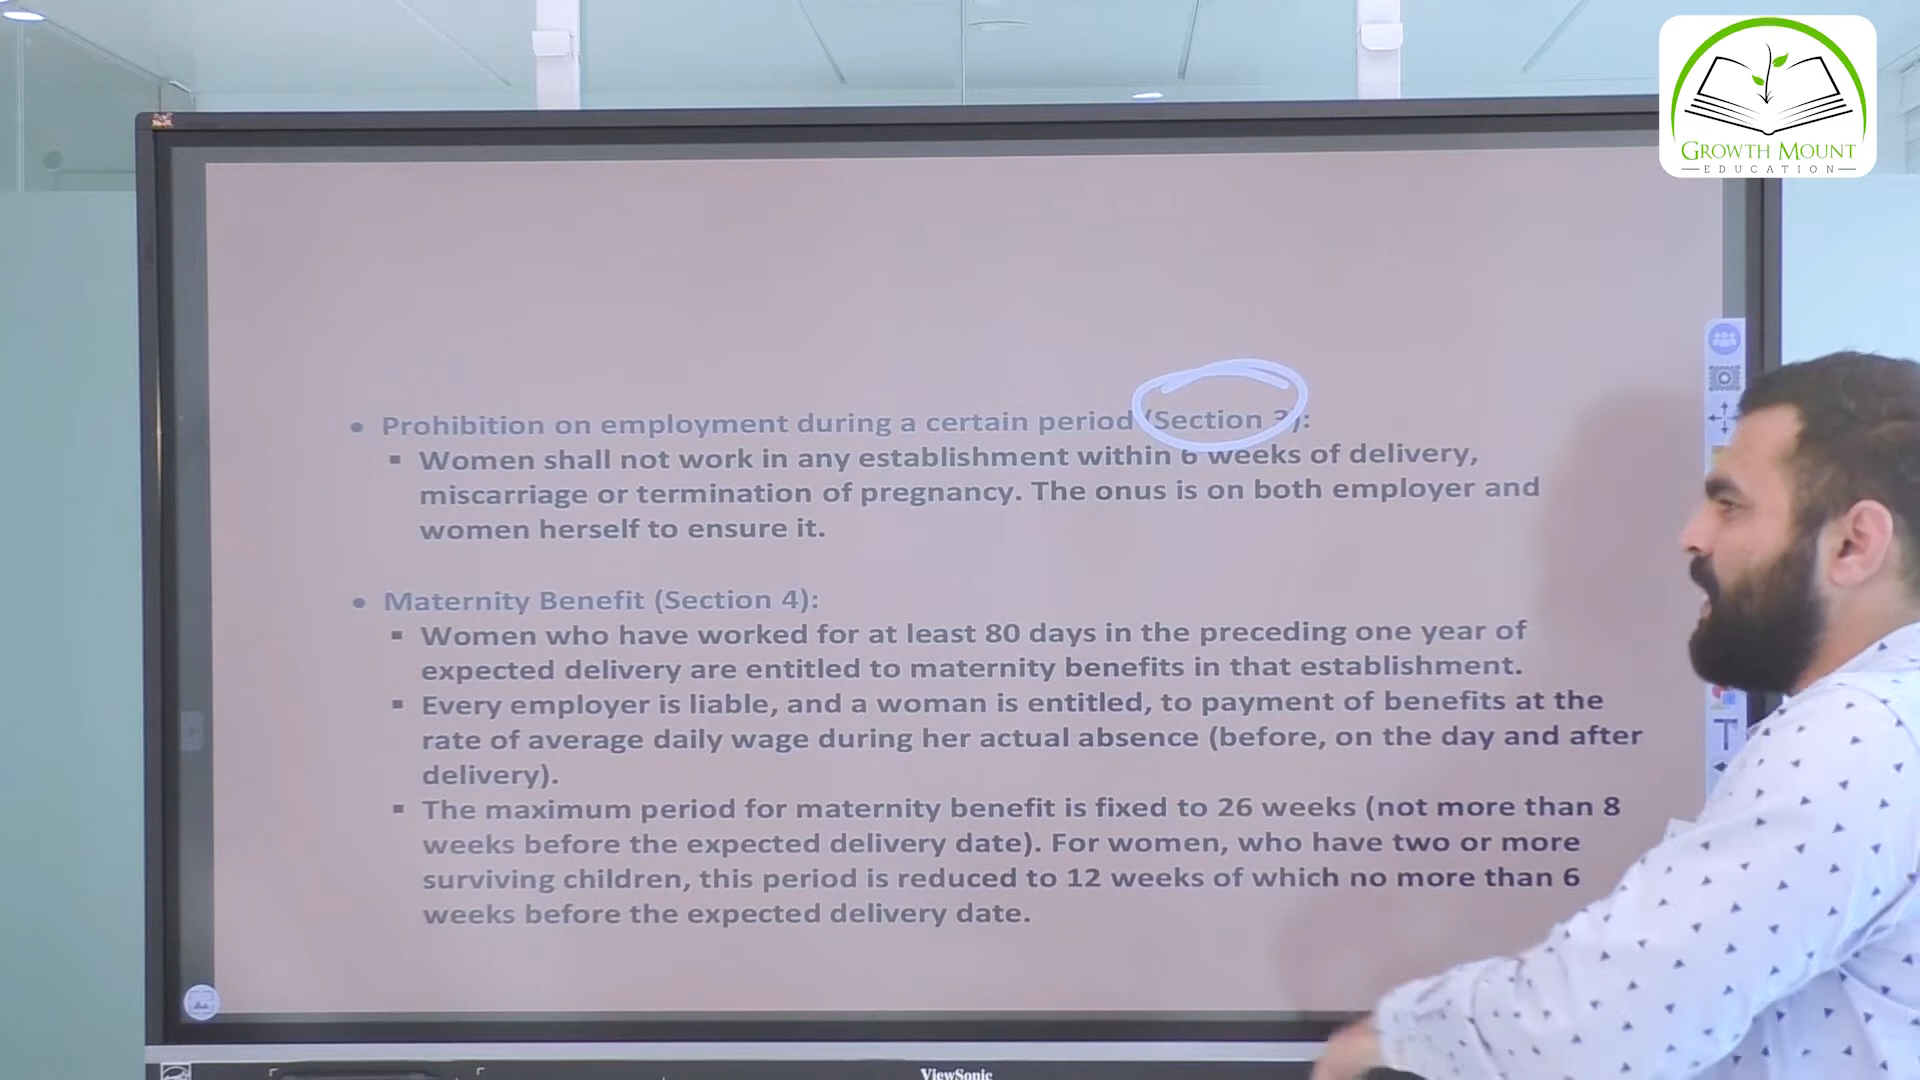 GROWTH MOUNT
EDUCATION
• Prohibition on employment during a certain period (Section 3):
▪ Women shall not work in any establishment within 6 weeks of delivery,
miscarriage or termination of pregnancy. The onus is on both employer and
women herself to ensure it.
• Maternity Benefit (Section 4):
▪ Women who have worked for at least 80 days in the preceding one year of
expected delivery are entitled to maternity benefits in that establishment.
▪ Every employer is liable, and a woman is entitled, to payment of benefits at the
rate of average daily wage during her actual absence (before, on the day and after
delivery).
▪ The maximum period for maternity benefit is fixed to 26 weeks (not more than 8
weeks before the expected delivery date). For women, who have two or more
surviving children, this period is reduced to 12 weeks of which no more than 6
weeks before the expected delivery date.
T
ViewSonic